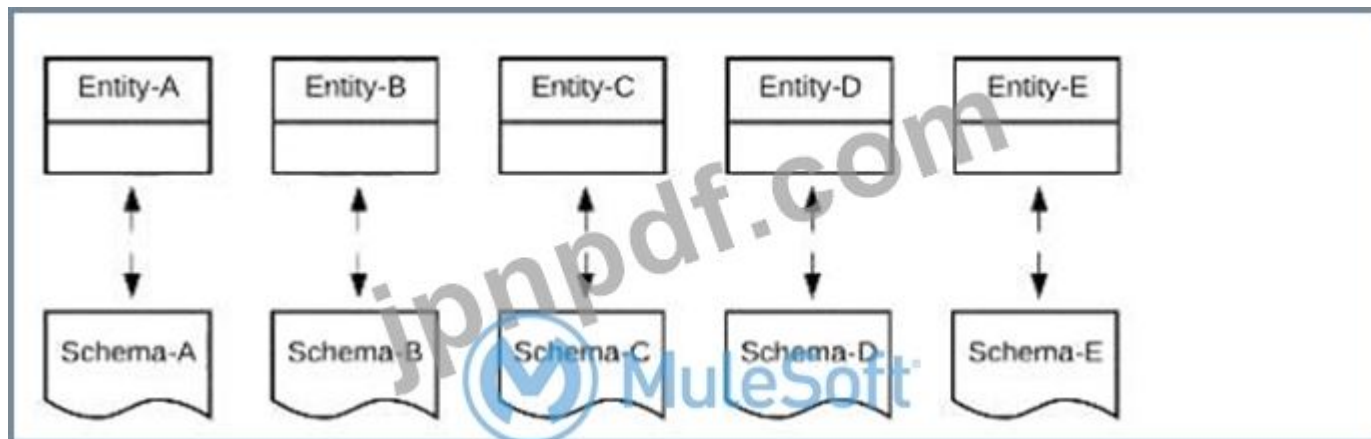 Entity-A Entity-B Entity-C Entity-D Entity-E
Schema-A Schema-B Schema-C Schema-D Schema-E
jpnpdf.com
MuleSoft